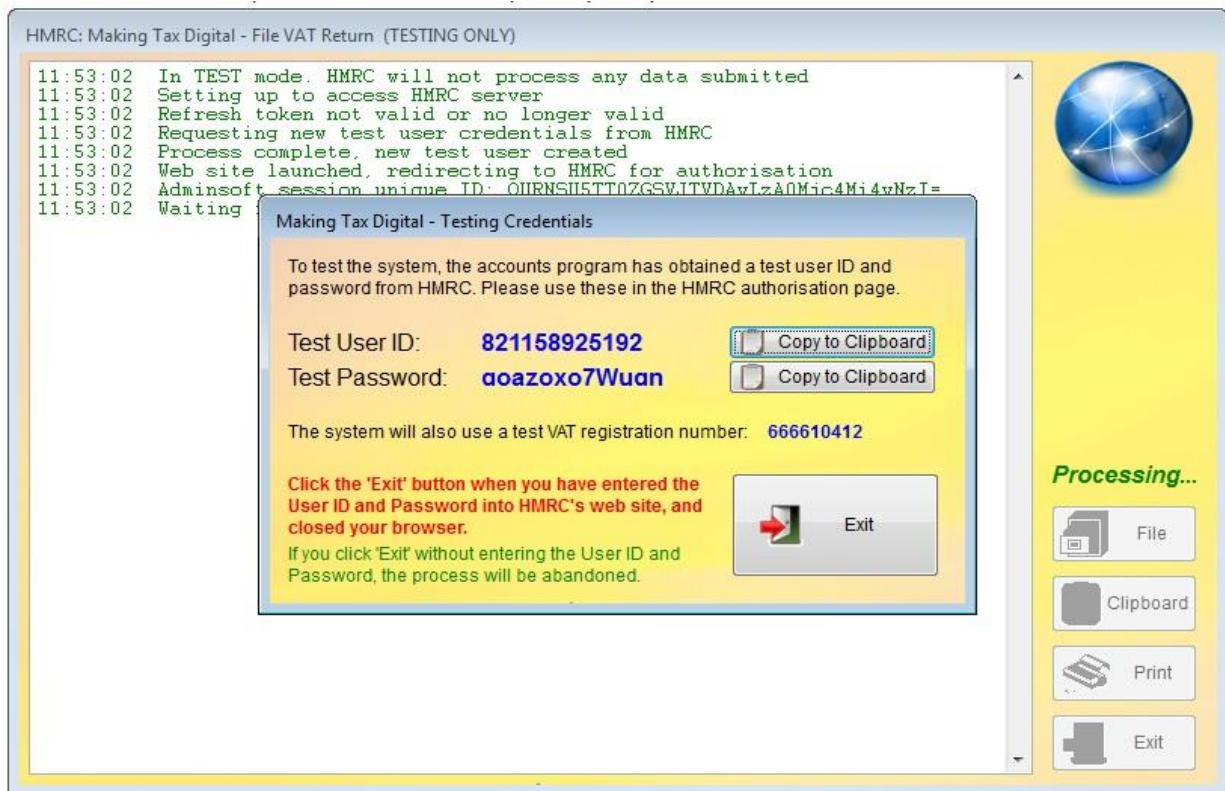 HMRC: Making Tax Digital - File VAT Return (TESTING ONLY)
11:53:02 In TEST mode. HMRC will not process any data submitted
11:53:02 Setting up to access HMRC server
11:53:02 Refresh token not valid or no longer valid
11:53:02 Requesting new test user credentials from HMRC
11:53:02 Process complete, new test user created
11:53:02 Web site launched, redirecting to HMRC for authorisation
11:53:02 Adminsoft session unique ID:
11:53:02 Waiting
Making Tax Digital - Testing Credentials
To test the system, the accounts program has obtained a test user ID and
password from HMRC. Please use these in the HMRC authorisation page.
Test User ID: 821158925192 Copy to Clipboard
Test Password: aoazoxo7Wuan Copy to Clipboard
The system will also use a test VAT registration number: 666610412
Click the 'Exit' button when you have entered the
User ID and Password into HMRC's web site, and
closed your browser.
If you click 'Exit' without entering the User ID and
Password, the process will be abandoned.
Exit
Processing...
File
Clipboard
Print
Exit